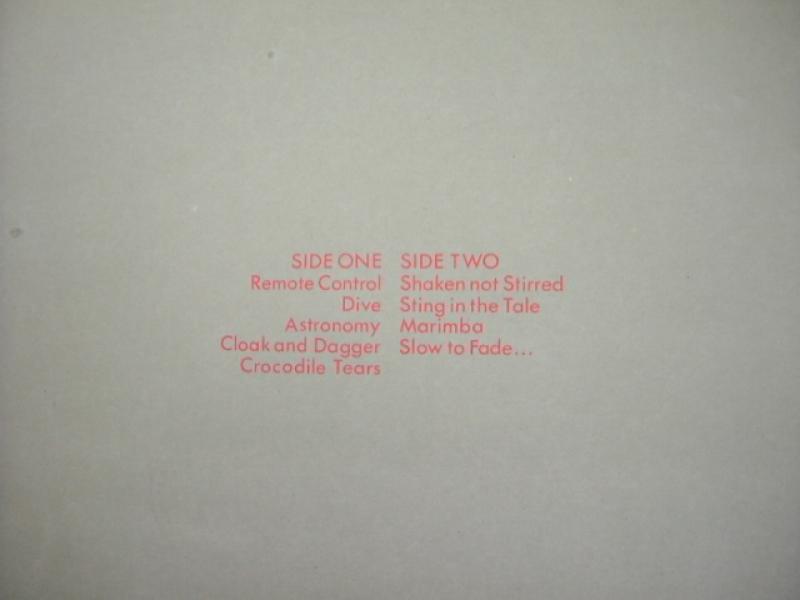 SIDE ONE
Remote Control
Dive
Astronomy
Cloak and Dagger
Crocodile Tears
SIDE TWO
Shaken not Stirred
Sting in the Tale
Marimba
Slow to Fade...